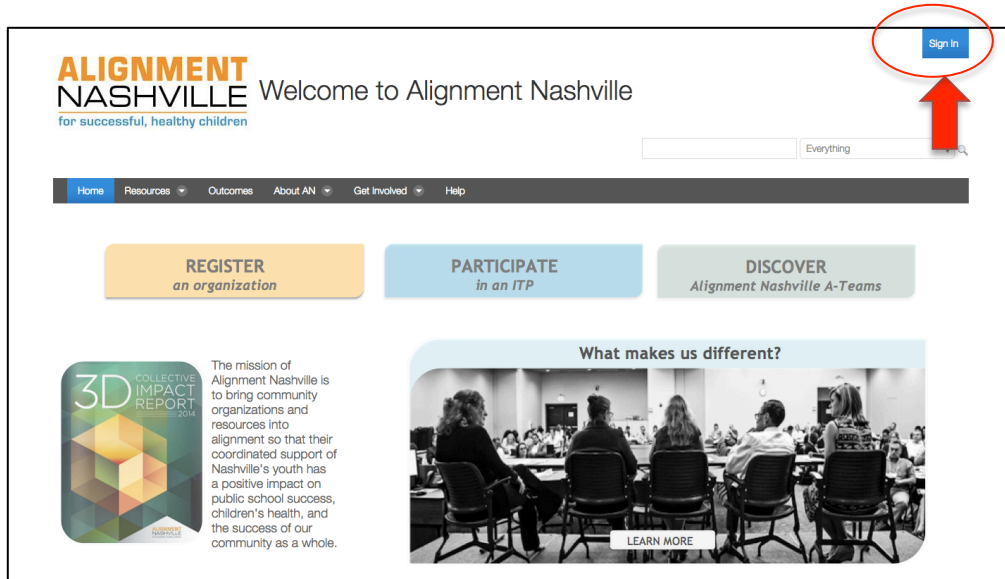 Sign In
ALIGNMENT
NASHVILLE
for successful, healthy children
Welcome to Alignment Nashville
Everything
Home Resources Outcomes About AN Get Involved Help
REGISTER
an organization
PARTICIPATE
in an ITP
DISCOVER
Alignment Nashville A-Teams
3D COLLECTIVE
IMPACT
REPORT
2014
ALIGNMENT
NASHVILLE
The mission of
Alignment Nashville is
to bring community
organizations and
resources into
alignment so that their
coordinated support of
Nashville's youth has
a positive impact on
public school success,
children's health, and
the success of our
community as a whole.
What makes us different?
LEARN MORE